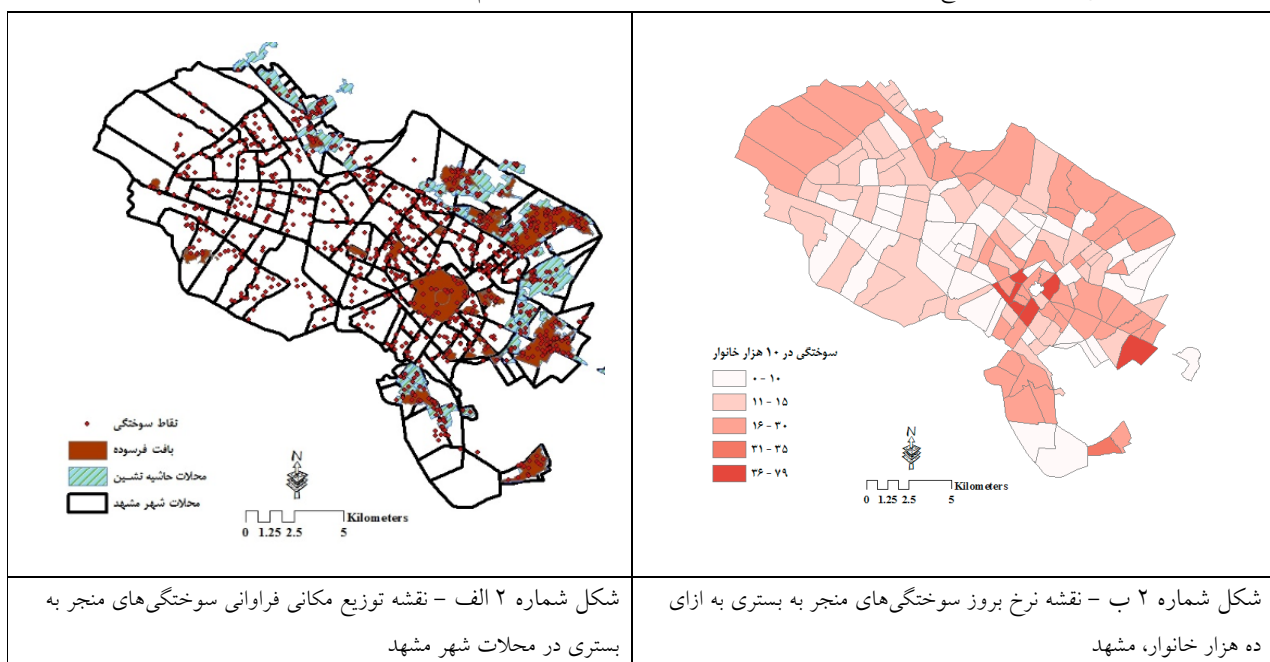 نقاط سوختگی
بافت فرسوده
محلات حاشیه نشین
محلات شهر مشهد
N
Kilometers
0 1.25 2.5 5
سوختگی در ۱۰ هزار خانوار
۰ - ۱۰
۱۱ - ۱۵
۱۶ - ۳۰
۳۱ - ۳۵
۳۶ - ۷۹
N
Kilometers
0 1.25 2.5 5
شکل شماره ۲ الف – نقشه توزیع مکانی فراوانی سوختگی‌های منجر به
بستری در محلات شهر مشهد
شکل شماره ۲ ب – نقشه نرخ بروز سوختگی‌های منجر به بستری به ازای
ده هزار خانوار، مشهد